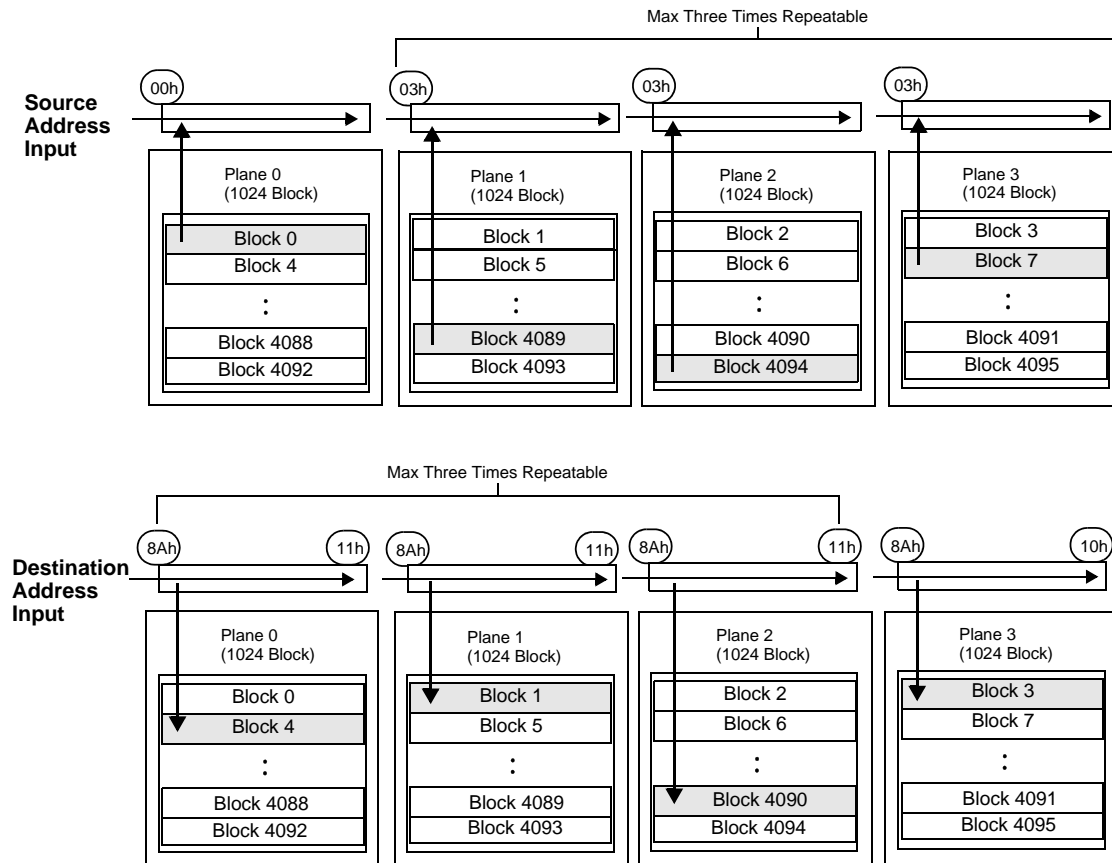 Max Three Times Repeatable
00h
03h
03h
03h
Source
Address
Input
Plane 0
(1024 Block)
Block 0
Block 4
:
Block 4088
Block 4092
Plane 1
(1024 Block)
Block 1
Block 5
:
Block 4089
Block 4093
Plane 2
(1024 Block)
Block 2
Block 6
:
Block 4090
Block 4094
Plane 3
(1024 Block)
Block 3
Block 7
:
Block 4091
Block 4095
Max Three Times Repeatable
8Ah
11h
8Ah
11h
8Ah
11h
8Ah
10h
Destination
Address
Input
Plane 0
(1024 Block)
Block 0
Block 4
:
Block 4088
Block 4092
Plane 1
(1024 Block)
Block 1
Block 5
:
Block 4089
Block 4093
Plane 2
(1024 Block)
Block 2
Block 6
:
Block 4090
Block 4094
Plane 3
(1024 Block)
Block 3
Block 7
:
Block 4091
Block 4095